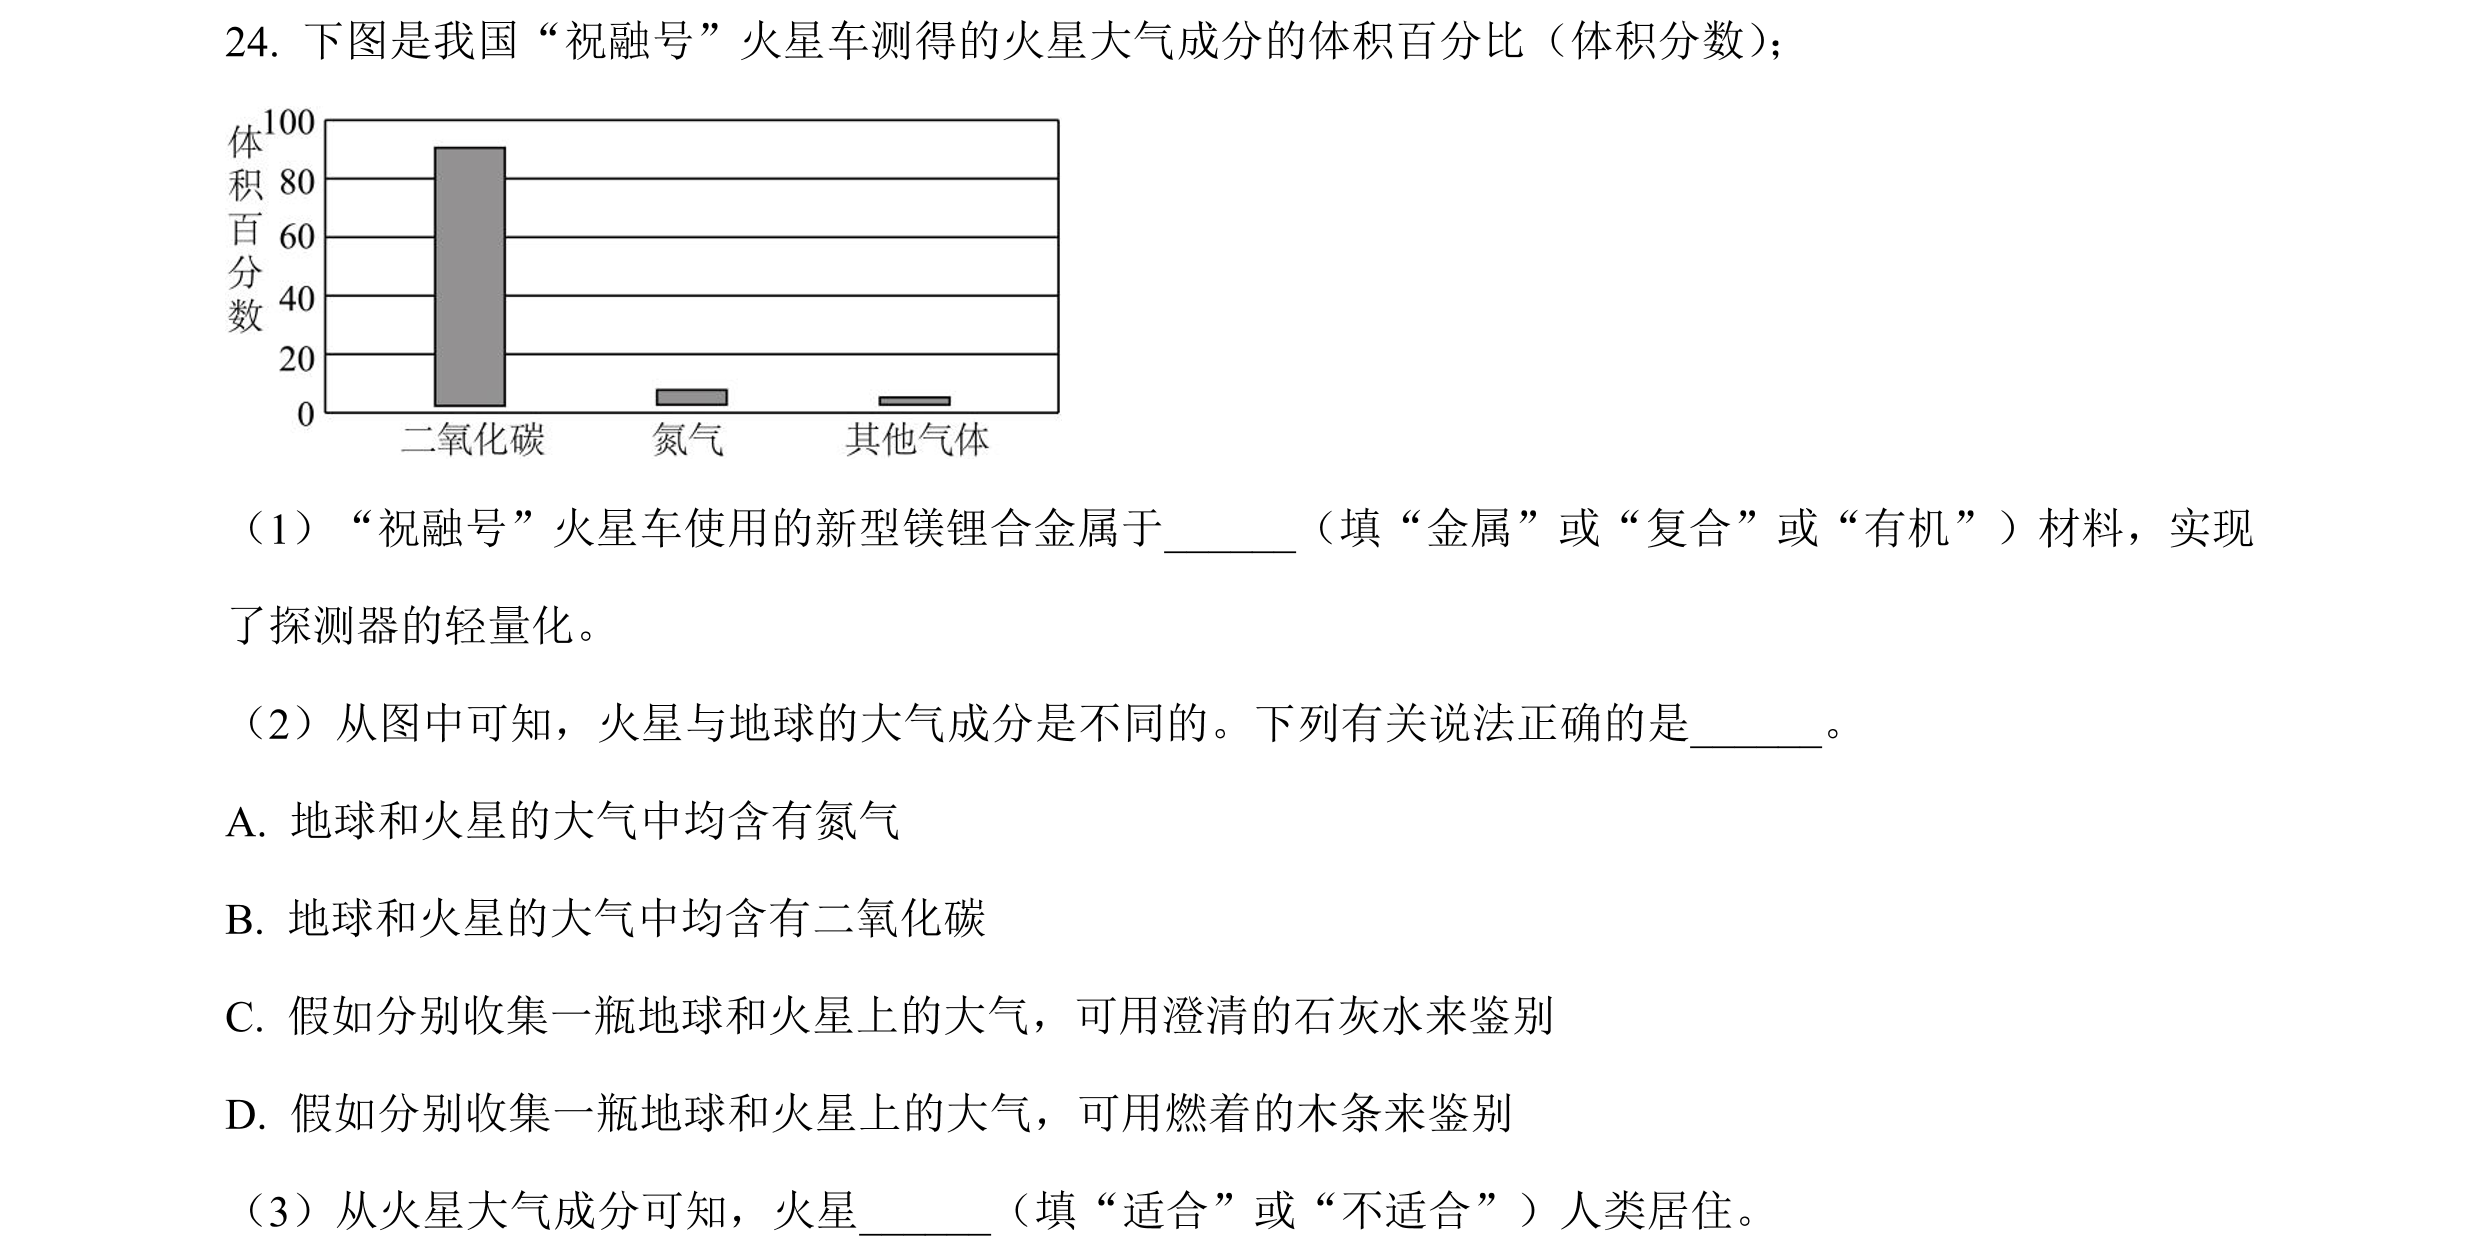 24. 下图是我国“祝融号”火星车测得的火星大气成分的体积百分比（体积分数）；
体积百分数
100
80
60
40
20
0
二氧化碳 氮气 其他气体
（1）“祝融号”火星车使用的新型镁锂合金属于______（填“金属”或“复合”或“有机”）材料，实现
了探测器的轻量化。
（2）从图中可知，火星与地球的大气成分是不同的。下列有关说法正确的是______。
A. 地球和火星的大气中均含有氮气
B. 地球和火星的大气中均含有二氧化碳
C. 假如分别收集一瓶地球和火星上的大气，可用澄清的石灰水来鉴别
D. 假如分别收集一瓶地球和火星上的大气，可用燃着的木条来鉴别
（3）从火星大气成分可知，火星______（填“适合”或“不适合”）人类居住。